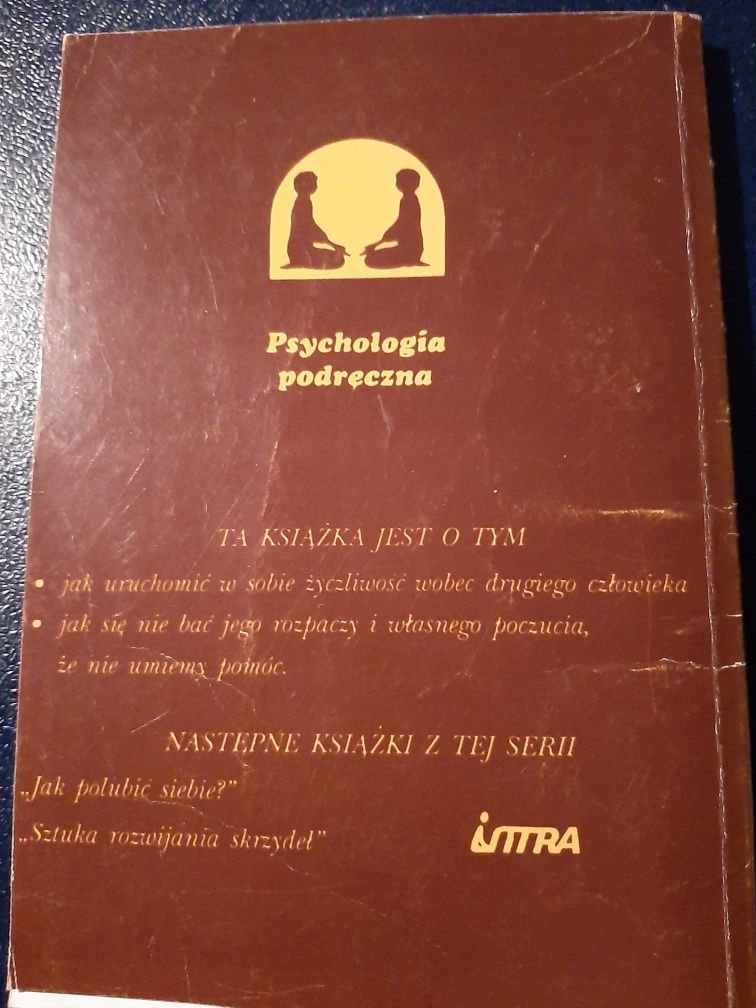 Psychologia
podręczna
TA KSIĄŻKA JEST O TYM
• jak uruchomić w sobie życzliwość wobec drugiego człowieka
• jak się nie bać jego rozpaczy i własnego poczucia,
że nie umiemy pomóc.
NASTĘPNE KSIĄŻKI Z TEJ SERII
„Jak polubić siebie?”
„Sztuka rozwijania skrzydeł”
INTRA